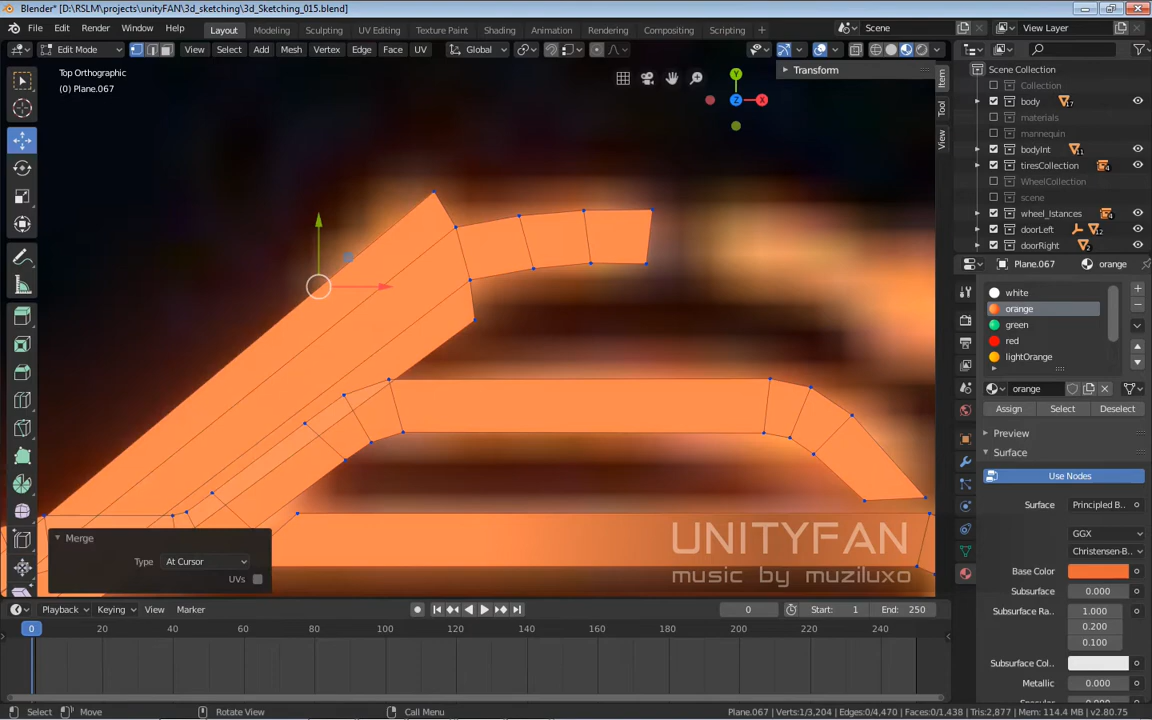 Blender* [D:\RSLM\projects\unityFAN\3d_sketching\3d_Sketching_015.blend]
File Edit Render Window Help Layout Modeling Sculpting UV Editing Texture Paint Shading Animation Rendering Compositing Scripting Scene View Layer
Edit Mode View Select Add Mesh Vertex Edge Face UV Global
Top Orthographic
(0) Plane.067
Y
Z
X
Transform
Item
Tool
View
Scene Collection
Collection
body 17
materials
mannequin
bodyInt 11
tiresCollection 4
WheelCollection
scene
wheel_Istances 4
doorLeft 12
doorRight 2
Plane.067 orange
white
orange
green
red
lightOrange
orange
Assign Select Deselect
Preview
Surface
Use Nodes
Surface Principled B..
GGX
Christensen-B..
Base Color
Subsurface 0.000
Subsurface Ra.. 1.000
0.200
0.100
Subsurface Col..
Metallic 0.000
Merge
Type At Cursor
UVs
UNITYFAN
music by muziluxo
Playback Keying View Marker 0 Start: 1 End: 250
0 20 40 60 80 100 120 140 160 180 200 220 240
Select Move Rotate View Call Menu Plane.067 | Verts:1/3,204 | Edges:0/4,470 | Faces:0/1,438 | Tris:2,877 | Mem: 114.4 MB | v2.80.75